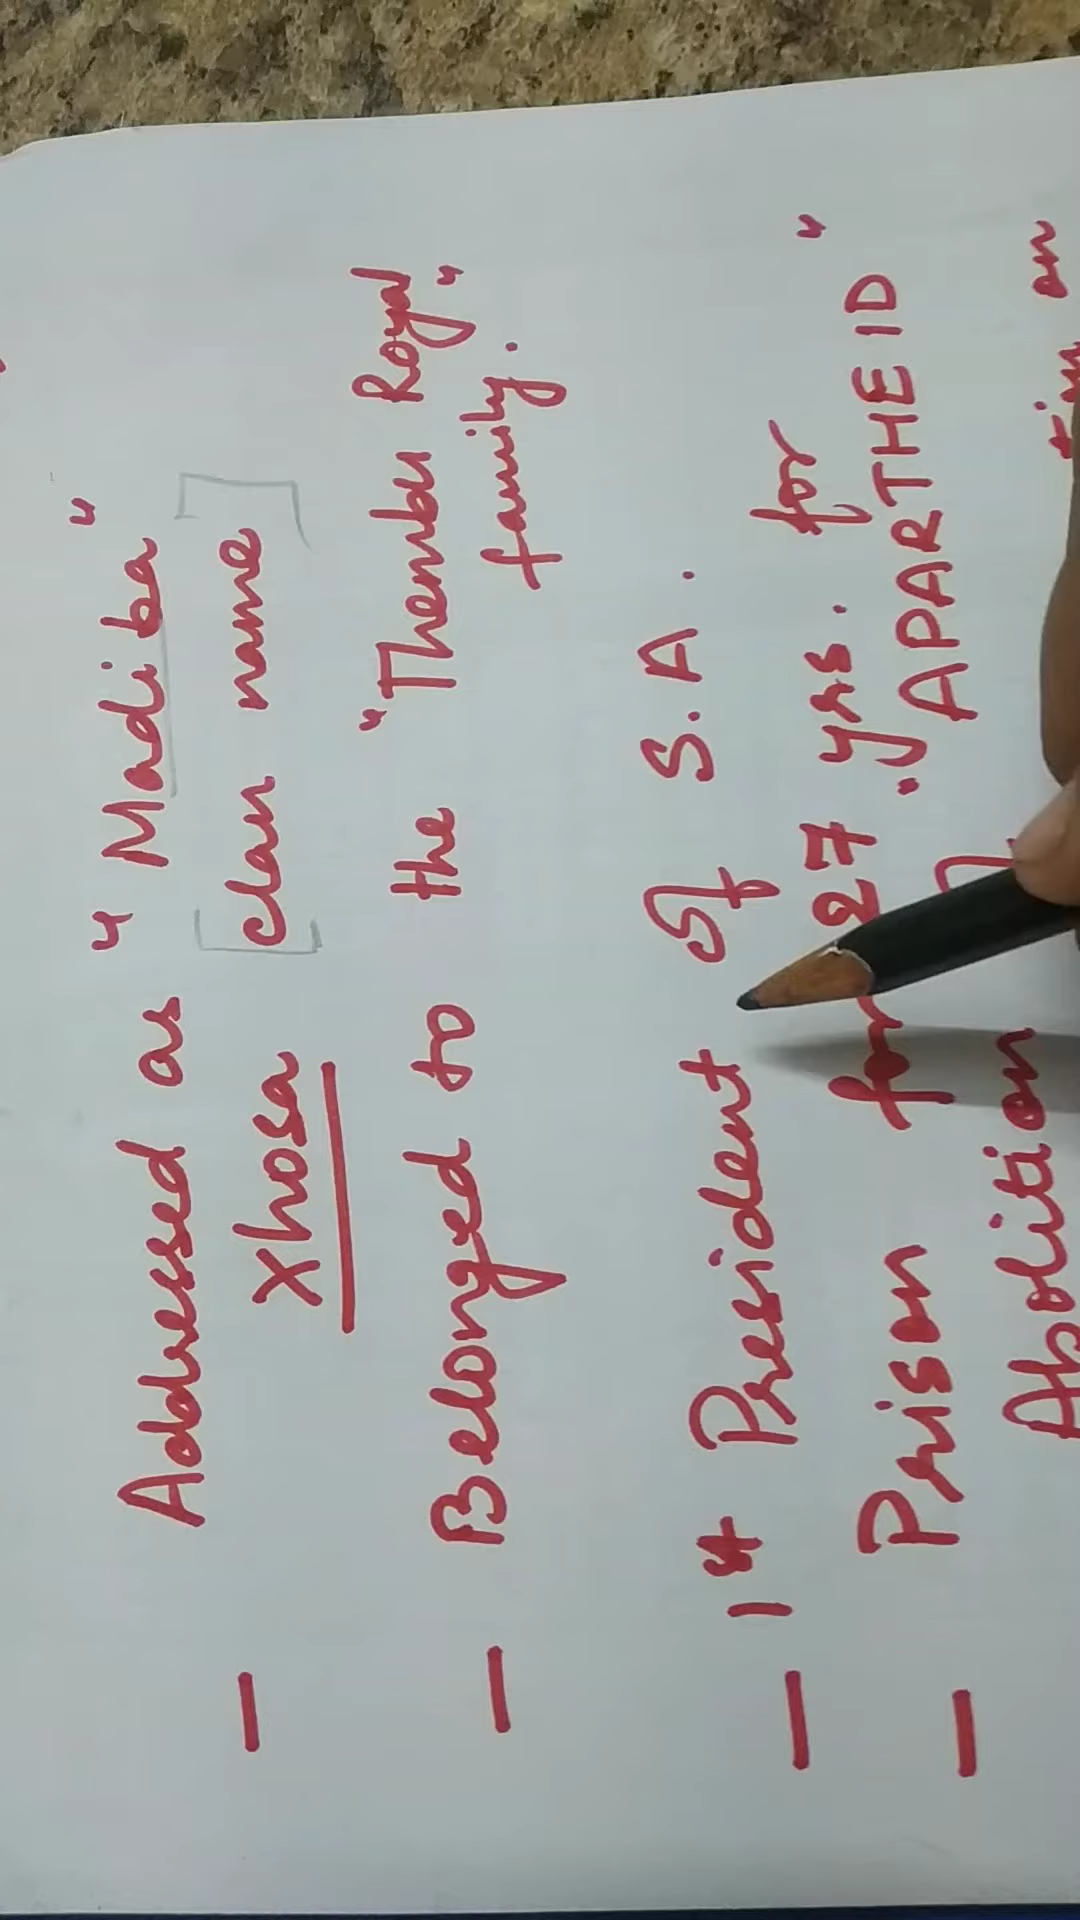 - Addressed as "Madiba"
Xhosa [clan name]
- Belonged to the "Thembu Royal
family."
- 1st President of S.A.
- Prison for 27 yrs. for
Abolition "APARTHEID"